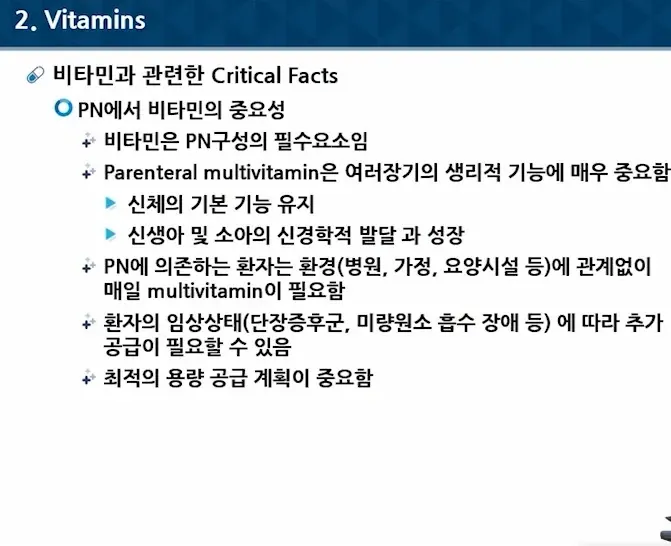 2. Vitamins
비타민과 관련한 Critical Facts
PN에서 비타민의 중요성
비타민은 PN구성의 필수요소임
Parenteral multivitamin은 여러장기의 생리적 기능에 매우 중요함
신체의 기본 기능 유지
신생아 및 소아의 신경학적 발달 과 성장
PN에 의존하는 환자는 환경(병원, 가정, 요양시설 등)에 관계없이
매일 multivitamin이 필요함
환자의 임상상태(단장증후군, 미량원소 흡수 장애 등) 에 따라 추가
공급이 필요할 수 있음
최적의 용량 공급 계획이 중요함